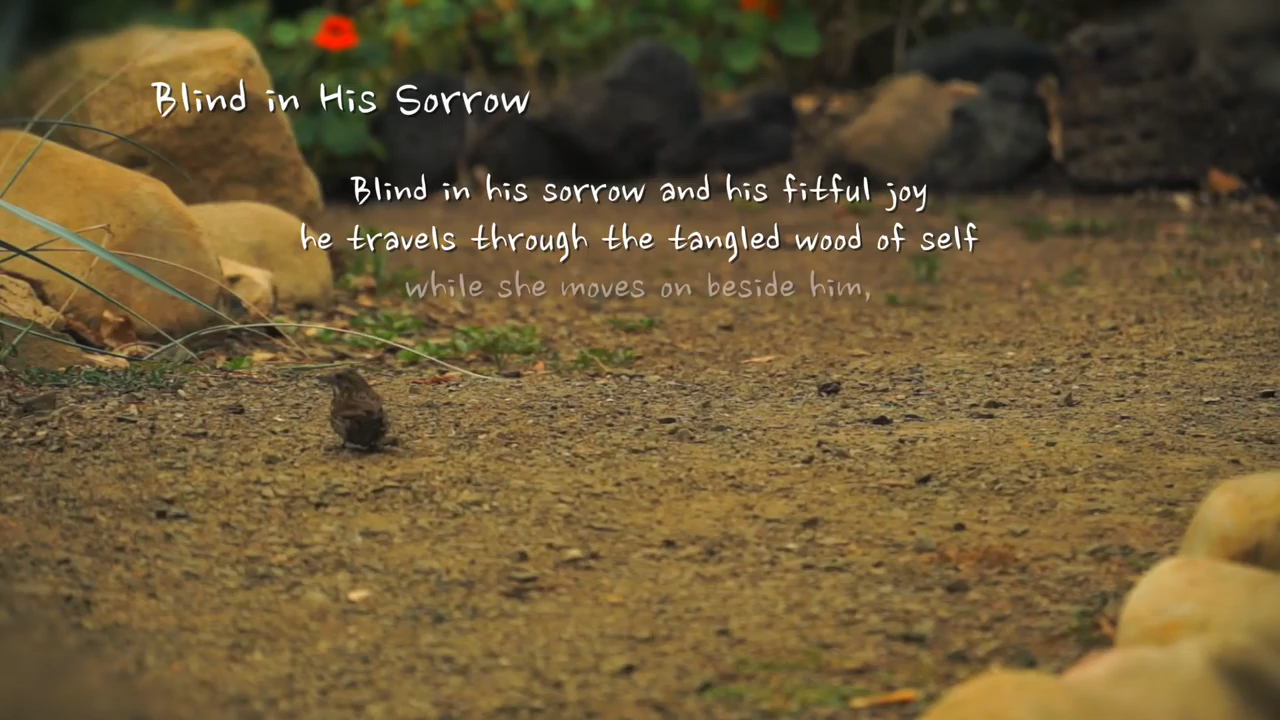 Blind in His Sorrow
Blind in his sorrow and his fitful joy
he travels through the tangled wood of self
while she moves on beside him,